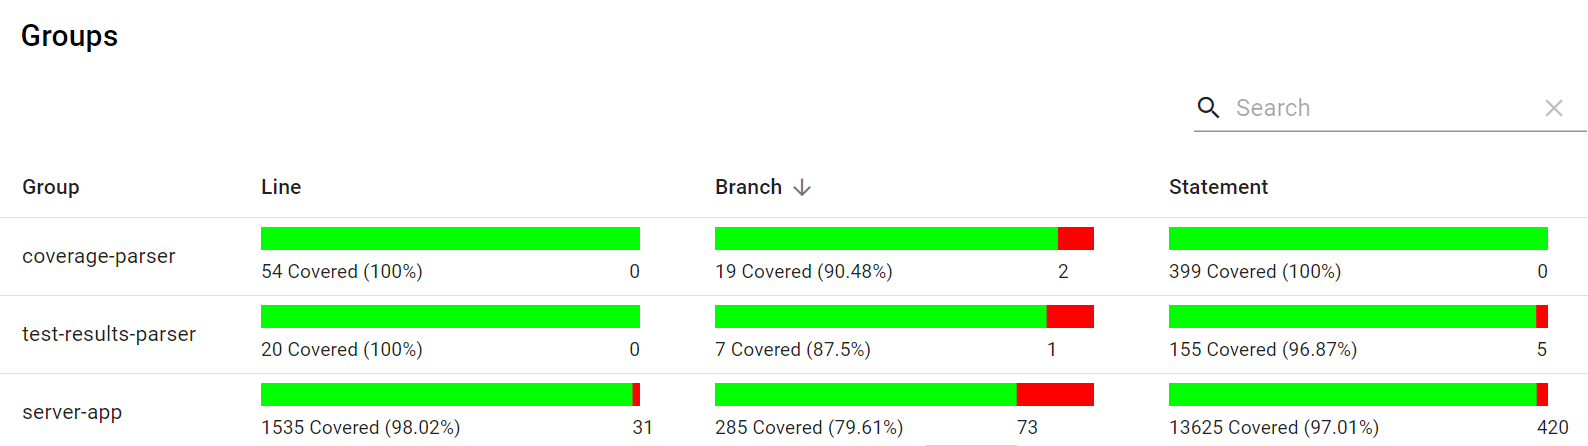 Groups
Search
Group Line Branch Statement
coverage-parser
54 Covered (100%) 0 19 Covered (90.48%) 2 399 Covered (100%) 0
test-results-parser
20 Covered (100%) 0 7 Covered (87.5%) 1 155 Covered (96.87%) 5
server-app
1535 Covered (98.02%) 31 285 Covered (79.61%) 73 13625 Covered (97.01%) 420